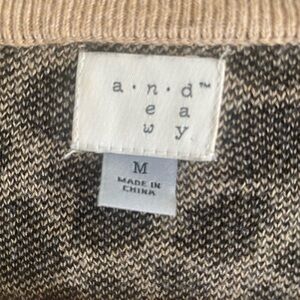 a · n · d™
e a
w y
M
MADE IN
CHINA